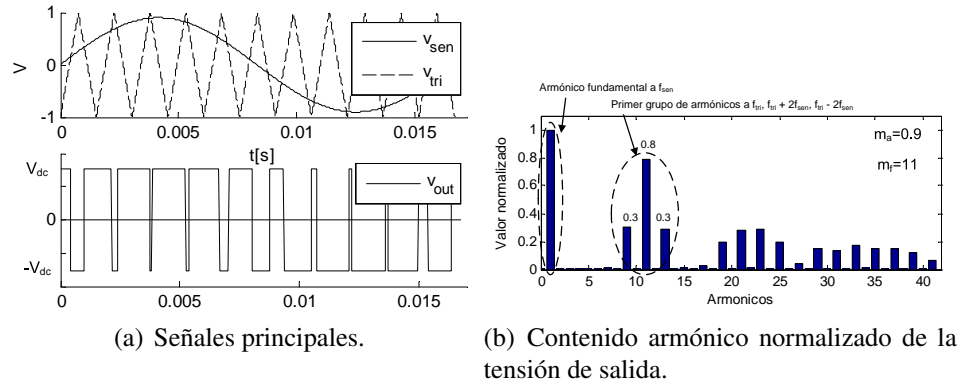 1
0
-1
V
0
0.005
0.01
0.015
t[s]
v_sen
v_tri
V_dc
0
-V_dc
0
0.005
0.01
0.015
v_out
(a) Señales principales.
Armónico fundamental a f_sen
Primer grupo de armónicos a f_tri, f_tri + 2f_sen, f_tri - 2f_sen
1
0.8
0.6
0.4
0.2
0
Valor normalizado
0.8
0.3
0.3
m_a=0.9
m_f=11
0
5
10
15
20
25
30
35
40
Armonicos
(b) Contenido armónico normalizado de la
tensión de salida.